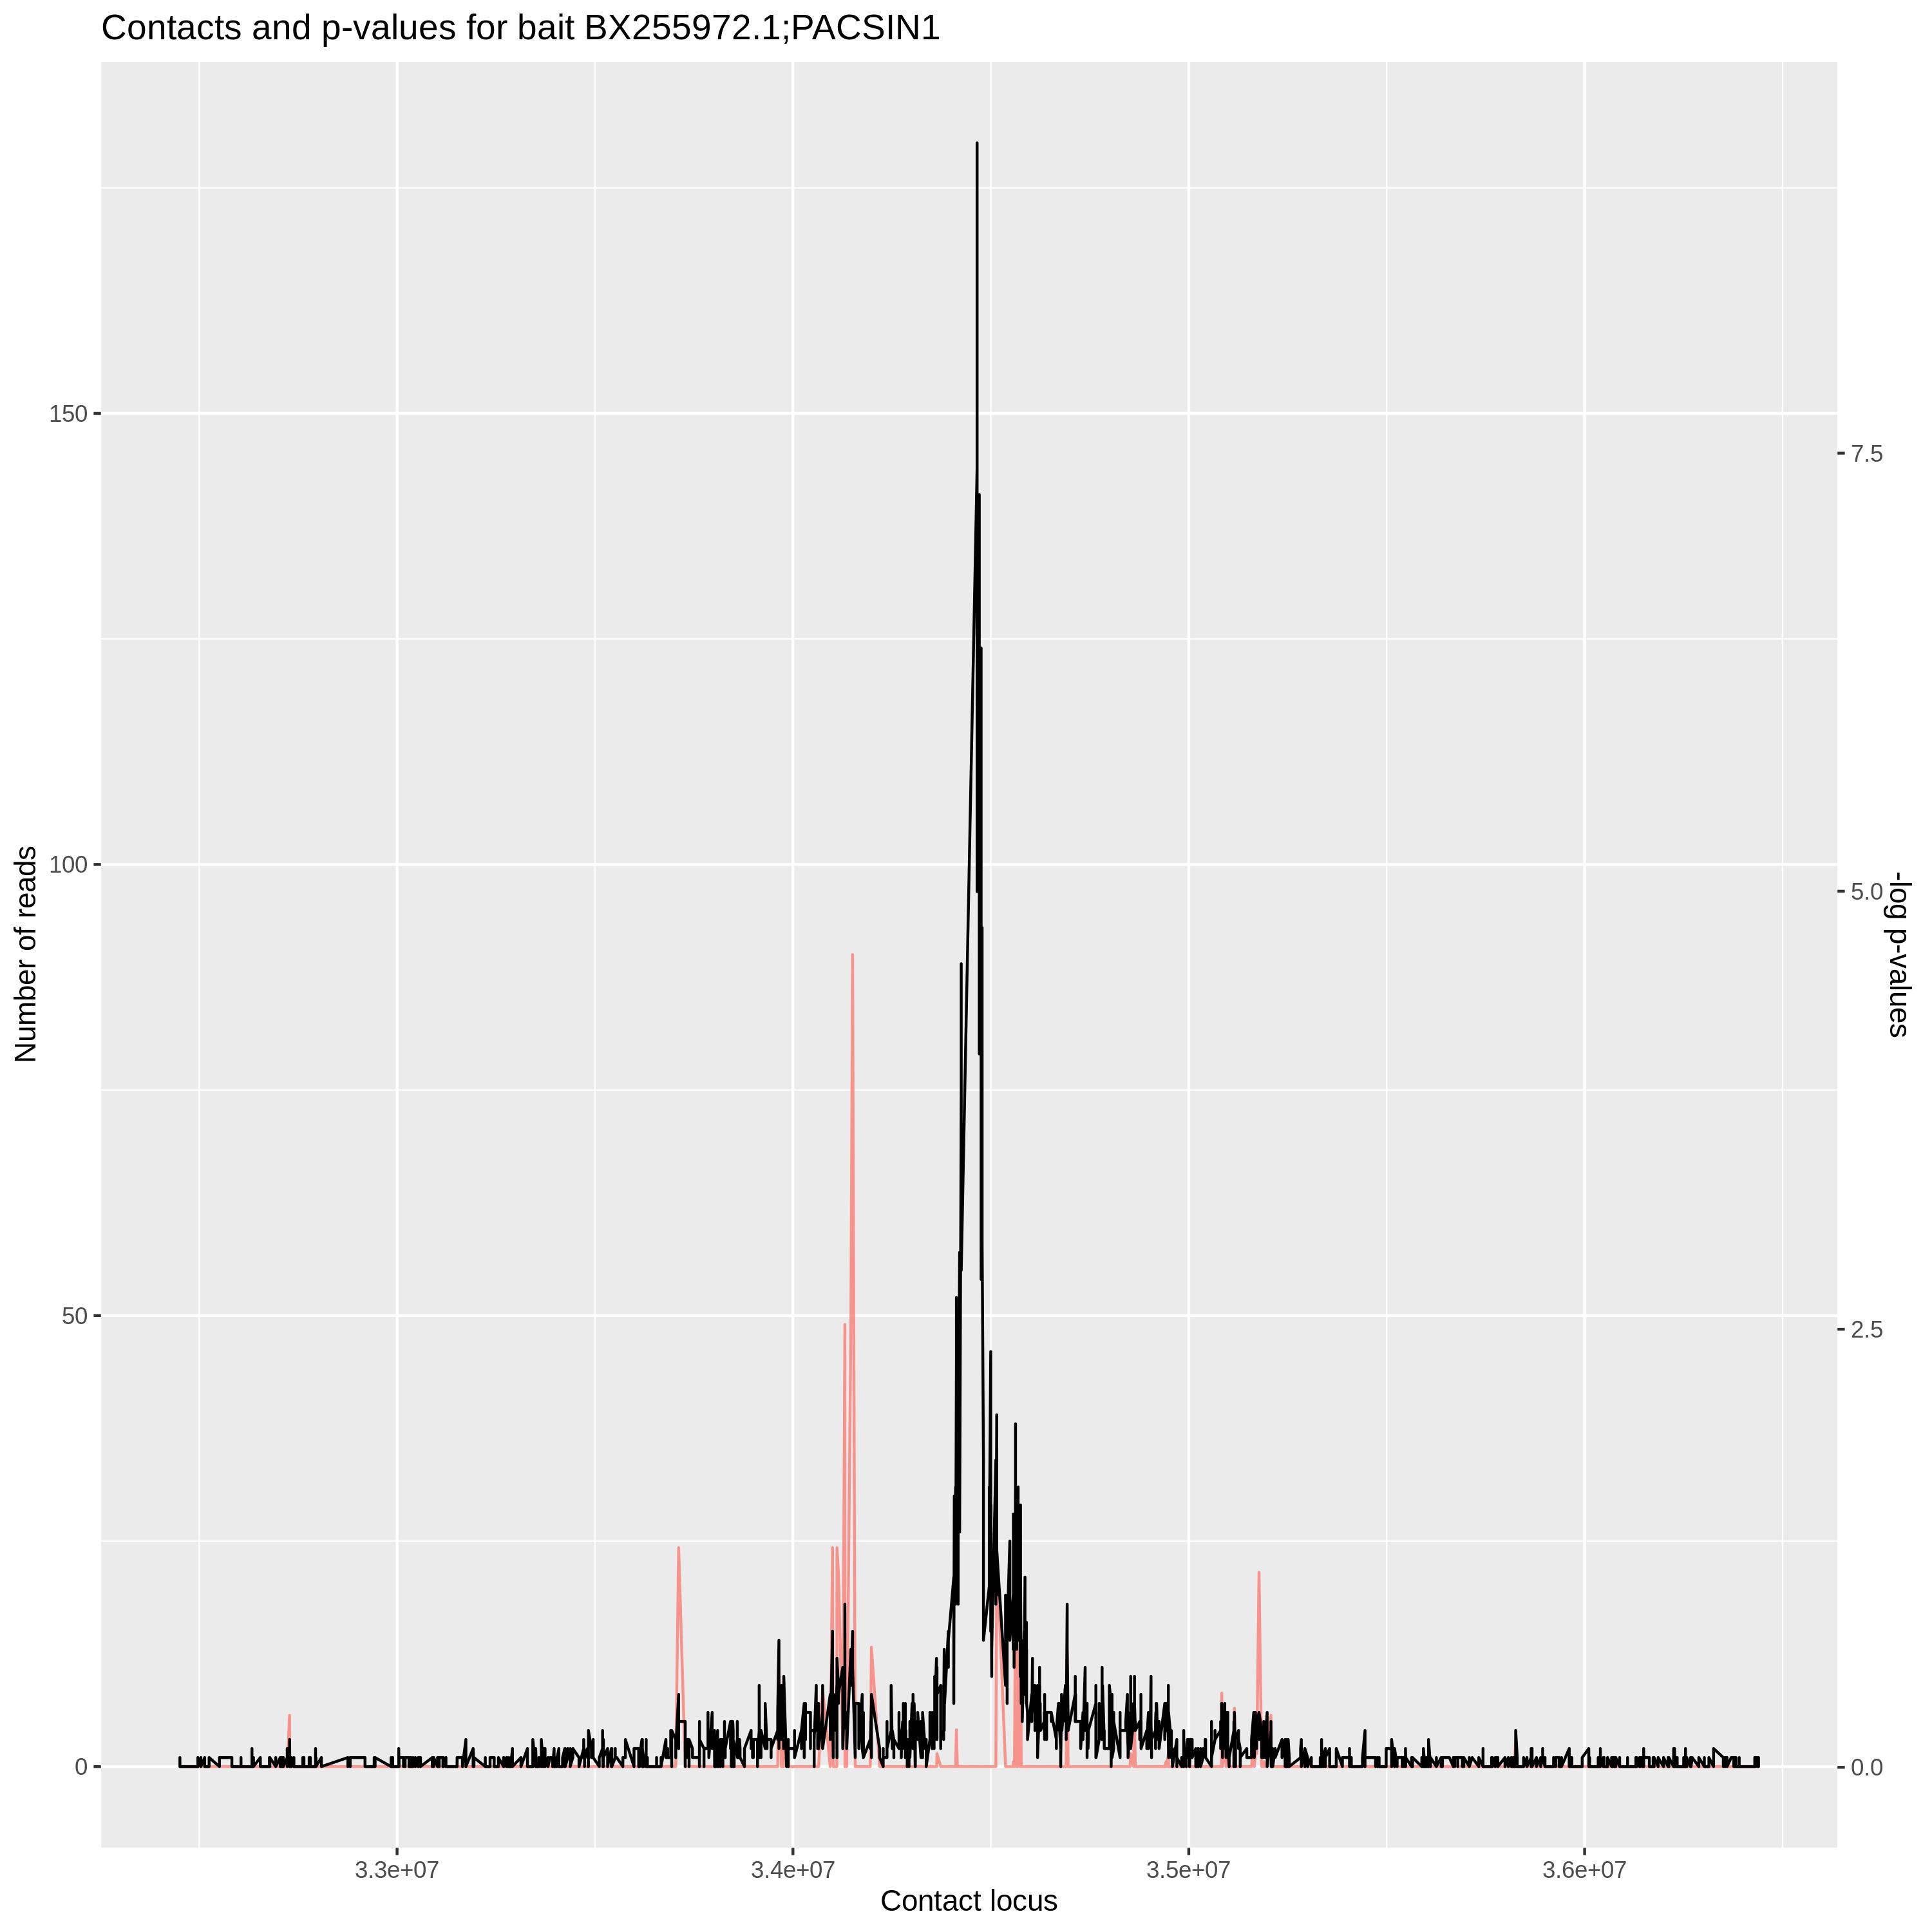 Contacts and p-values for bait BX255972.1;PACSIN1
Number of reads
150
100
50
0
7.5
5.0
2.5
0.0
-log p-values
3.3e+07
3.4e+07
3.5e+07
3.6e+07
Contact locus